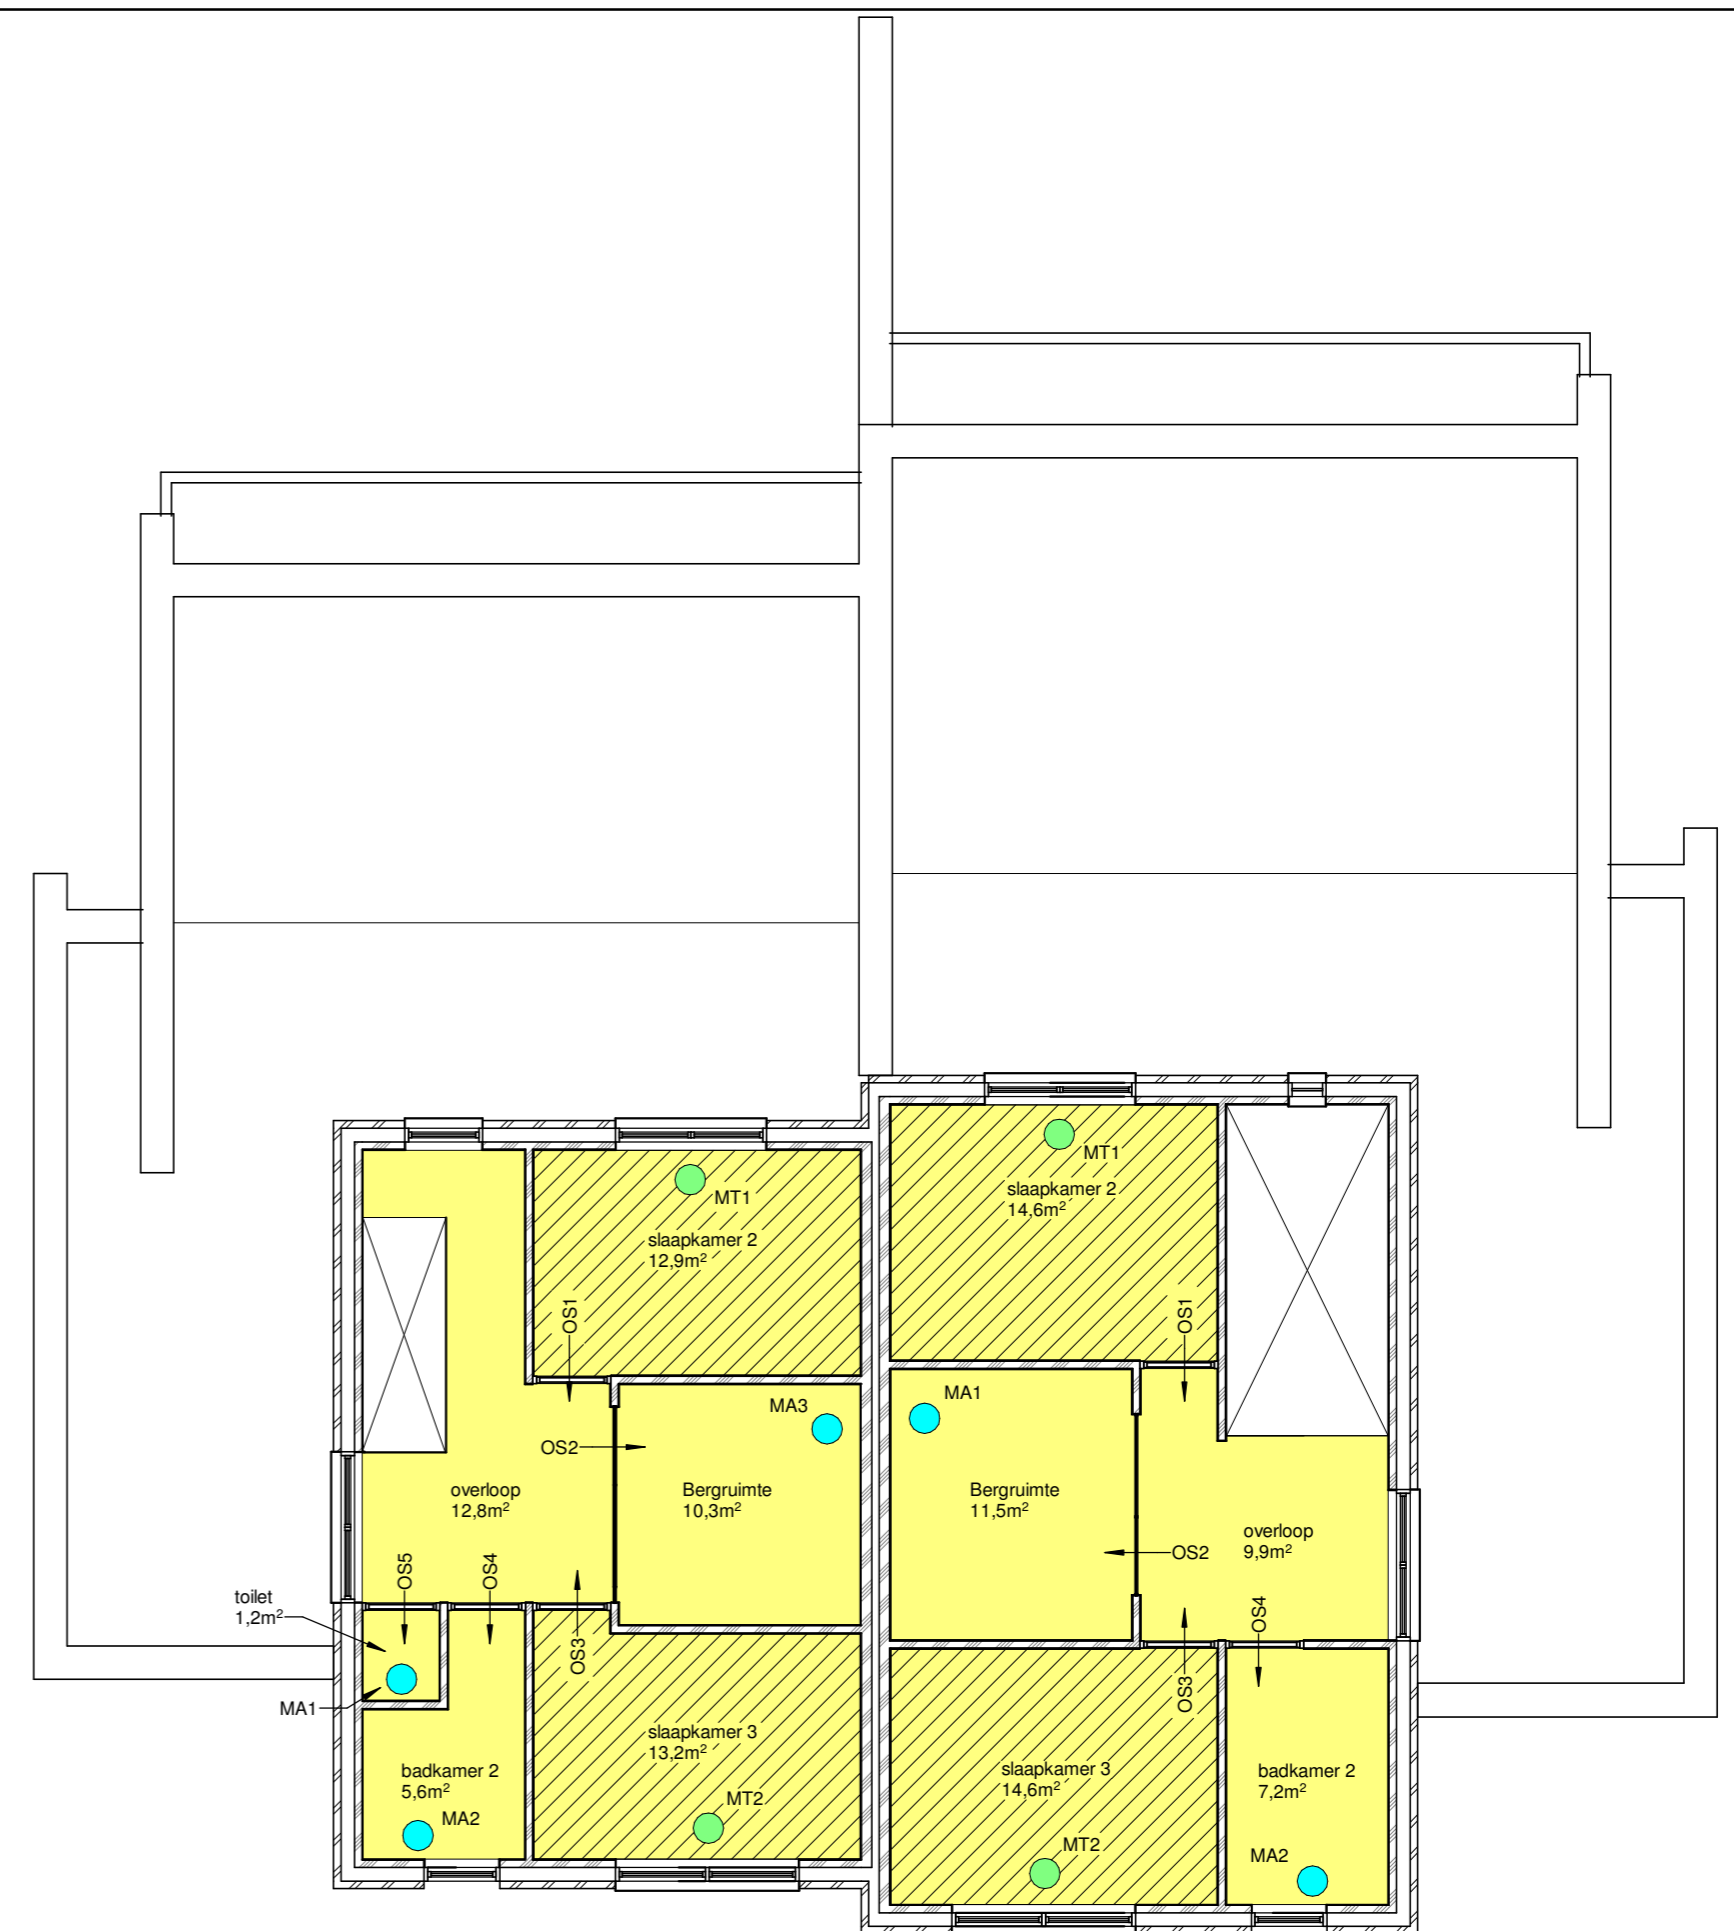 MT1
slaapkamer 2
12,9m²
OS1
MA3
OS2
overloop
12,8m²
Bergruimte
10,3m²
OS5
OS4
toilet
1,2m²
OS3
MA1
slaapkamer 3
13,2m²
badkamer 2
5,6m²
MT2
MA2
MT1
slaapkamer 2
14,6m²
OS1
MA1
Bergruimte
11,5m²
overloop
9,9m²
OS2
OS4
OS3
slaapkamer 3
14,6m²
badkamer 2
7,2m²
MT2
MA2